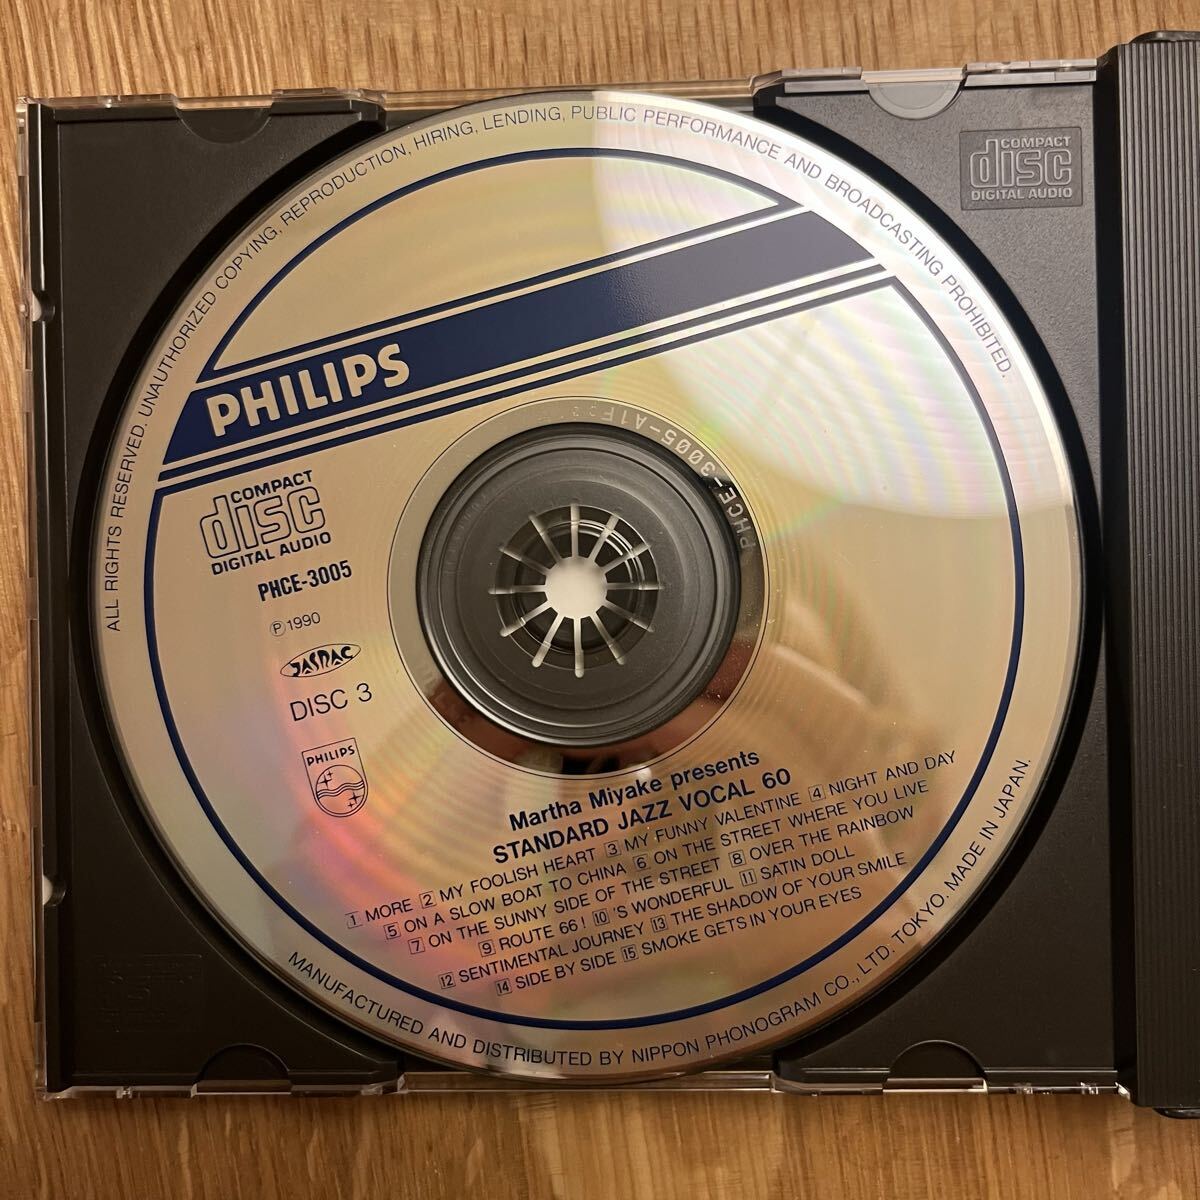 ALL RIGHTS RESERVED. UNAUTHORIZED COPYING, REPRODUCTION, HIRING, LENDING, PUBLIC PERFORMANCE AND BROADCASTING PROHIBITED.
COMPACT
disc
DIGITAL AUDIO
PHILIPS
COMPACT
disc
DIGITAL AUDIO
PHCE-3005
Ⓟ1990
JASRAC
DISC 3
PHILIPS
PHCE-3005-A1F
Martha Miyake presents
STANDARD JAZZ VOCAL 60
1 MORE 2 MY FOOLISH HEART 3 MY FUNNY VALENTINE 4 NIGHT AND DAY
5 ON A SLOW BOAT TO CHINA 6 ON THE STREET WHERE YOU LIVE
7 ON THE SUNNY SIDE OF THE STREET 8 OVER THE RAINBOW
9 ROUTE 66! 10 'S WONDERFUL 11 SATIN DOLL
12 SENTIMENTAL JOURNEY 13 THE SHADOW OF YOUR SMILE
14 SIDE BY SIDE 15 SMOKE GETS IN YOUR EYES
MANUFACTURED AND DISTRIBUTED BY NIPPON PHONOGRAM CO., LTD. TOKYO. MADE IN JAPAN.